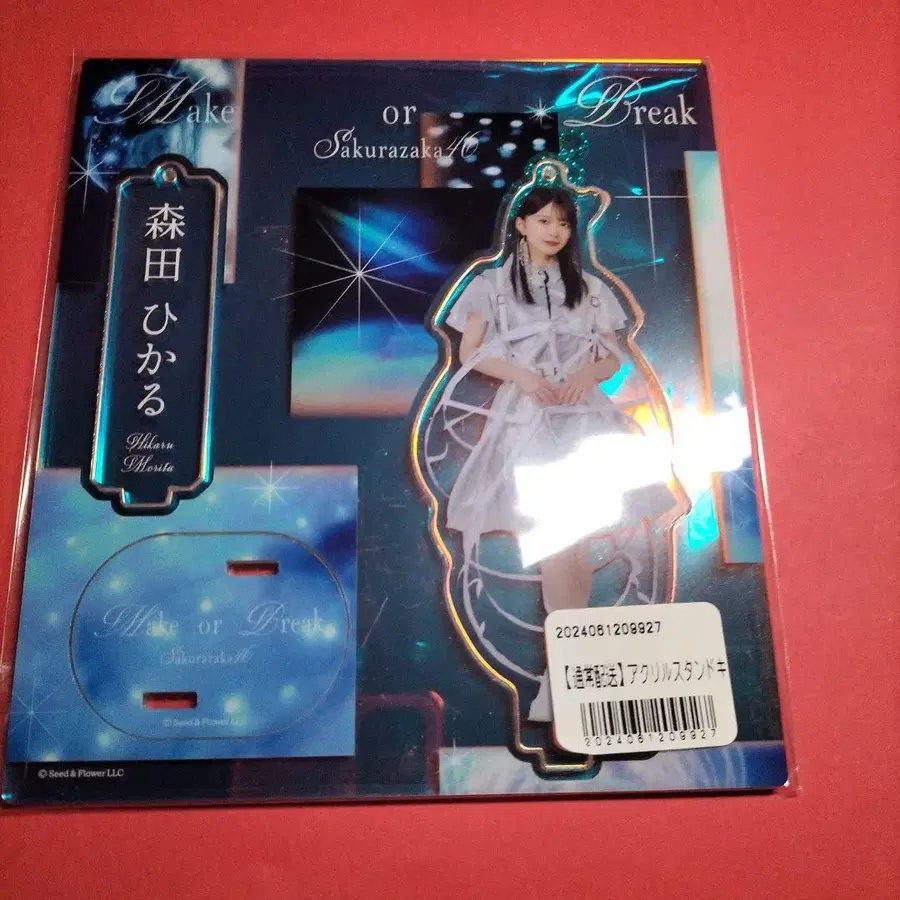 Make or Break
Sakurazaka46
森田 ひかる
Hikaru
Morita
Make or Break
Sakurazaka46
© Seed & Flower LLC
© Seed & Flower LLC
2024061209927
【通常配送】アクリルスタンドキ
2024061209927